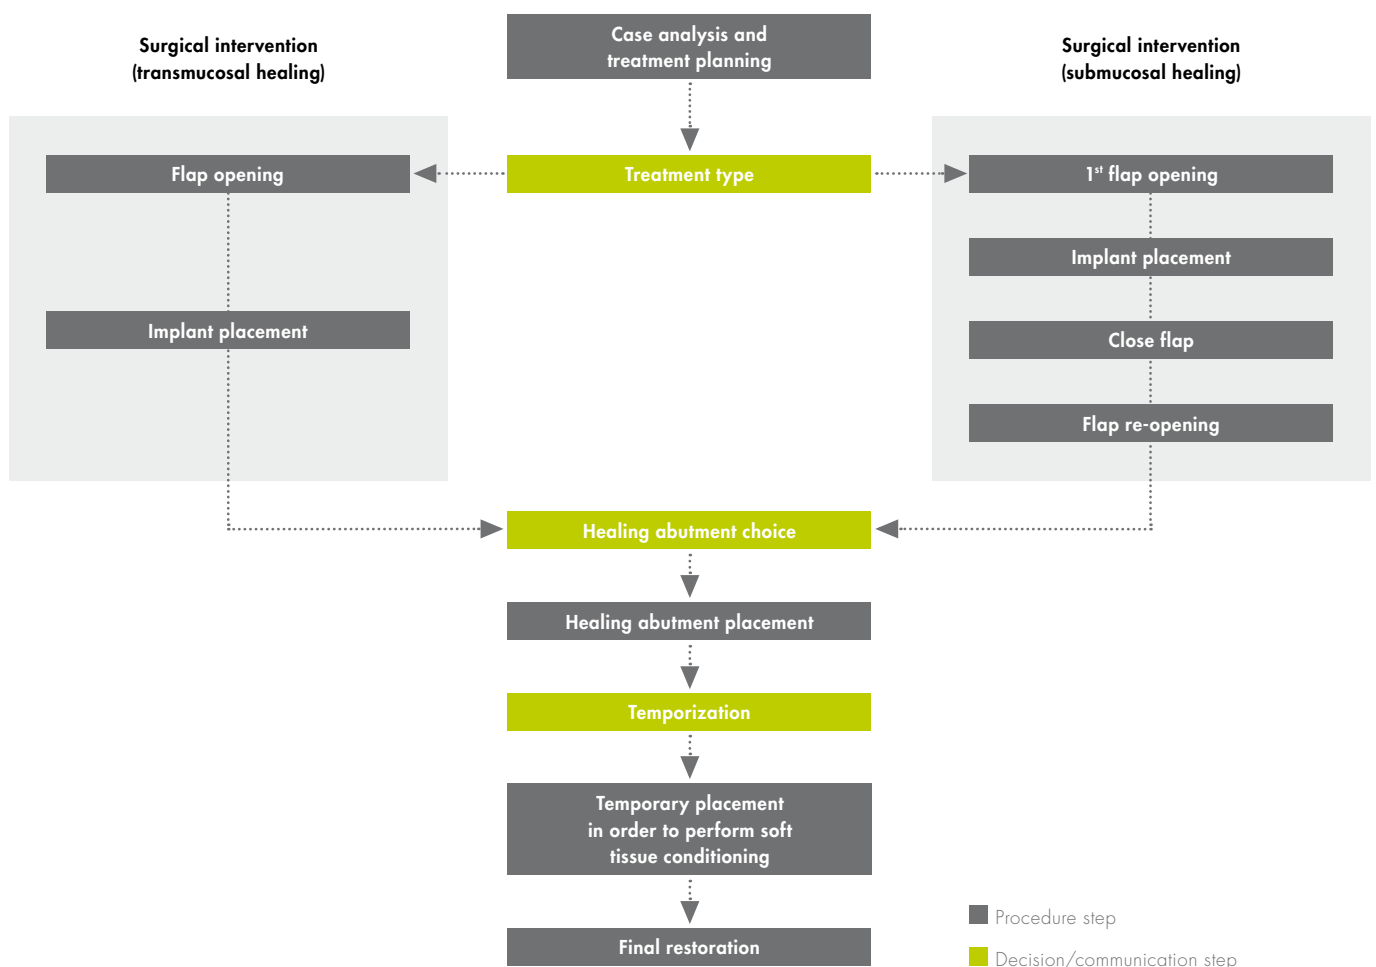 Surgical intervention
(transmucosal healing)
Case analysis and
treatment planning
Surgical intervention
(submucosal healing)
Flap opening
Treatment type
1st flap opening
Implant placement
Implant placement
Close flap
Flap re-opening
Healing abutment choice
Healing abutment placement
Temporization
Temporary placement
in order to perform soft
tissue conditioning
Final restoration
Procedure step
Decision/communication step